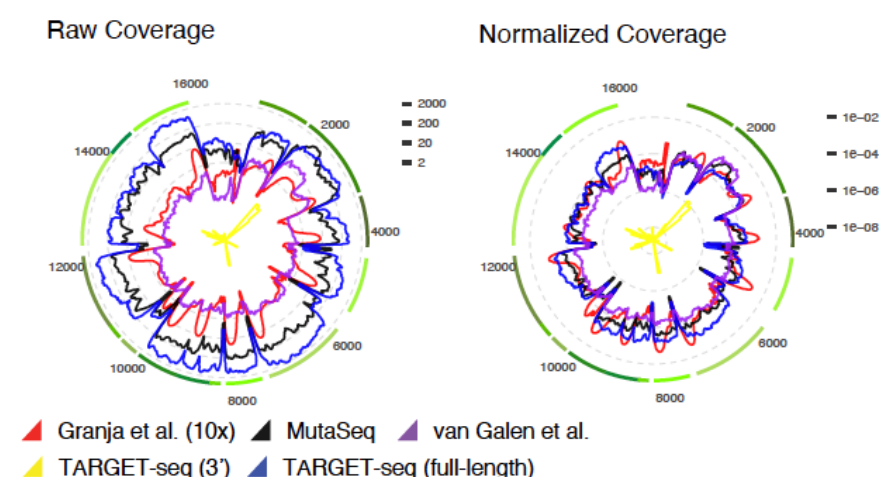 Raw Coverage
Normalized Coverage
16000
2000
4000
6000
8000
10000
12000
14000
2000
200
20
2
16000
2000
4000
6000
8000
10000
12000
14000
1e-02
1e-04
1e-06
1e-08
Granja et al. (10x) MutaSeq van Galen et al.
TARGET-seq (3') TARGET-seq (full-length)